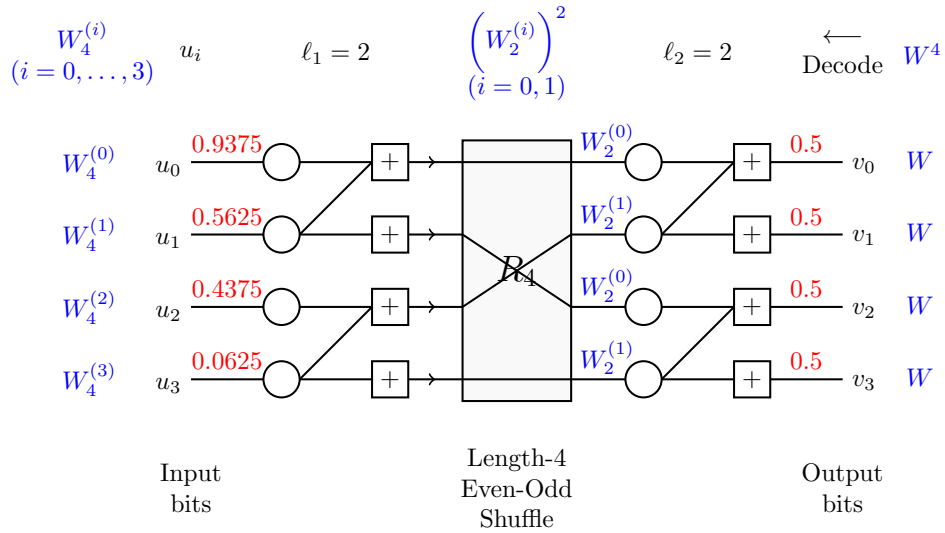 W_4^{(i)} u_i ℓ_1 = 2 (W_2^{(i)})^2 ℓ_2 = 2 ⟵ W^4
(i = 0, …, 3) (i = 0, 1) Decode
W_4^{(0)} u_0 0.9375 + W_2^{(0)} + 0.5 v_0 W
W_4^{(1)} u_1 0.5625 + W_2^{(1)} + 0.5 v_1 W
R_4
W_4^{(2)} u_2 0.4375 + W_2^{(0)} + 0.5 v_2 W
W_4^{(3)} u_3 0.0625 + W_2^{(1)} + 0.5 v_3 W
Input
bits
Length-4
Even-Odd
Shuffle
Output
bits